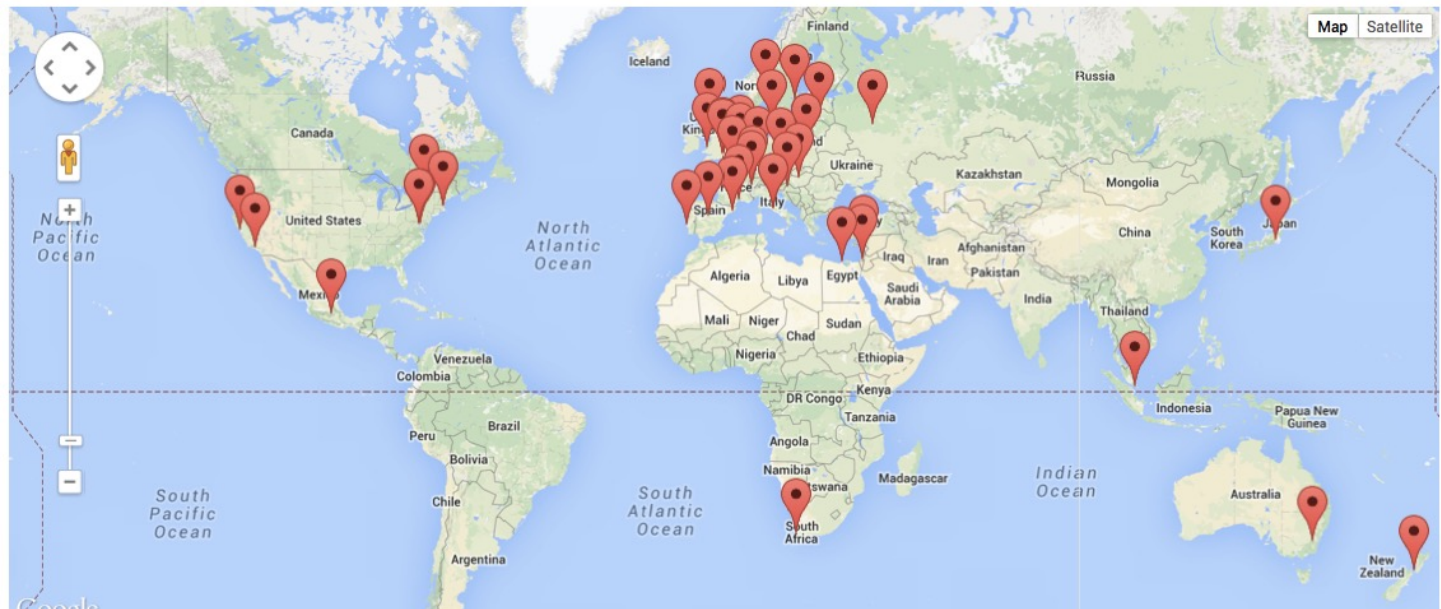 Map
Satellite
Finland
Iceland
Russia
Canada
Ukraine
Kazakhstan
Mongolia
United States
North
Pacific
Ocean
North
Atlantic
Ocean
Spain
Italy
China
South
Korea
Japan
Afghanistan
Iraq
Iran
Pakistan
Algeria
Libya
Egypt
Saudi
Arabia
India
Mexico
Mali
Niger
Chad
Sudan
Thailand
Nigeria
Ethiopia
Venezuela
Colombia
DR Congo
Kenya
Tanzania
Indonesia
Papua New
Guinea
Peru
Brazil
Angola
Bolivia
Namibia
tswana
Madagascar
Indian
Ocean
Australia
South
Pacific
Ocean
Chile
South
Atlantic
Ocean
South
Africa
Argentina
New
Zealand
Google